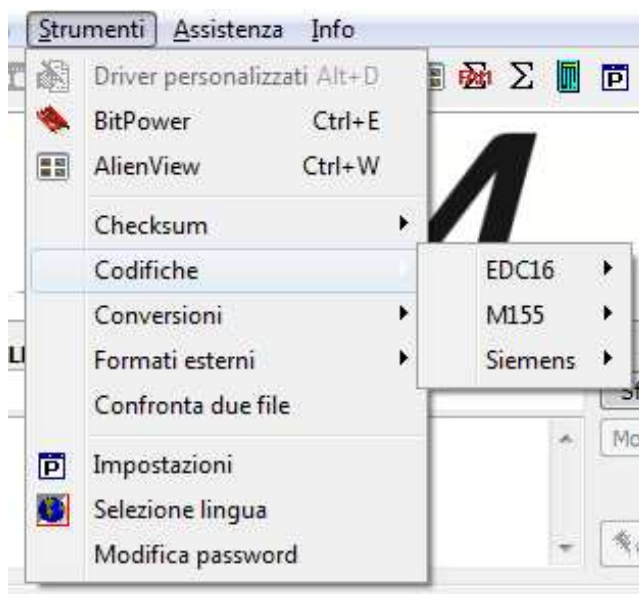 Strumenti Assistenza Info
Driver personalizzati Alt+D
BitPower Ctrl+E
AlienView Ctrl+W
Checksum
Codifiche
EDC16
Conversioni
M155
Formati esterni
Siemens
Confronta due file
Impostazioni
Selezione lingua
Modifica password